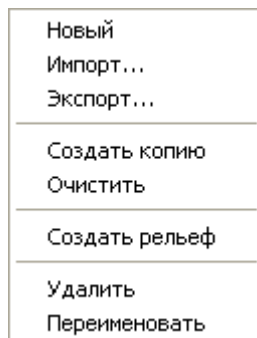 Новый
Импорт...
Экспорт...
Создать копию
Очистить
Создать рельеф
Удалить
Переименовать